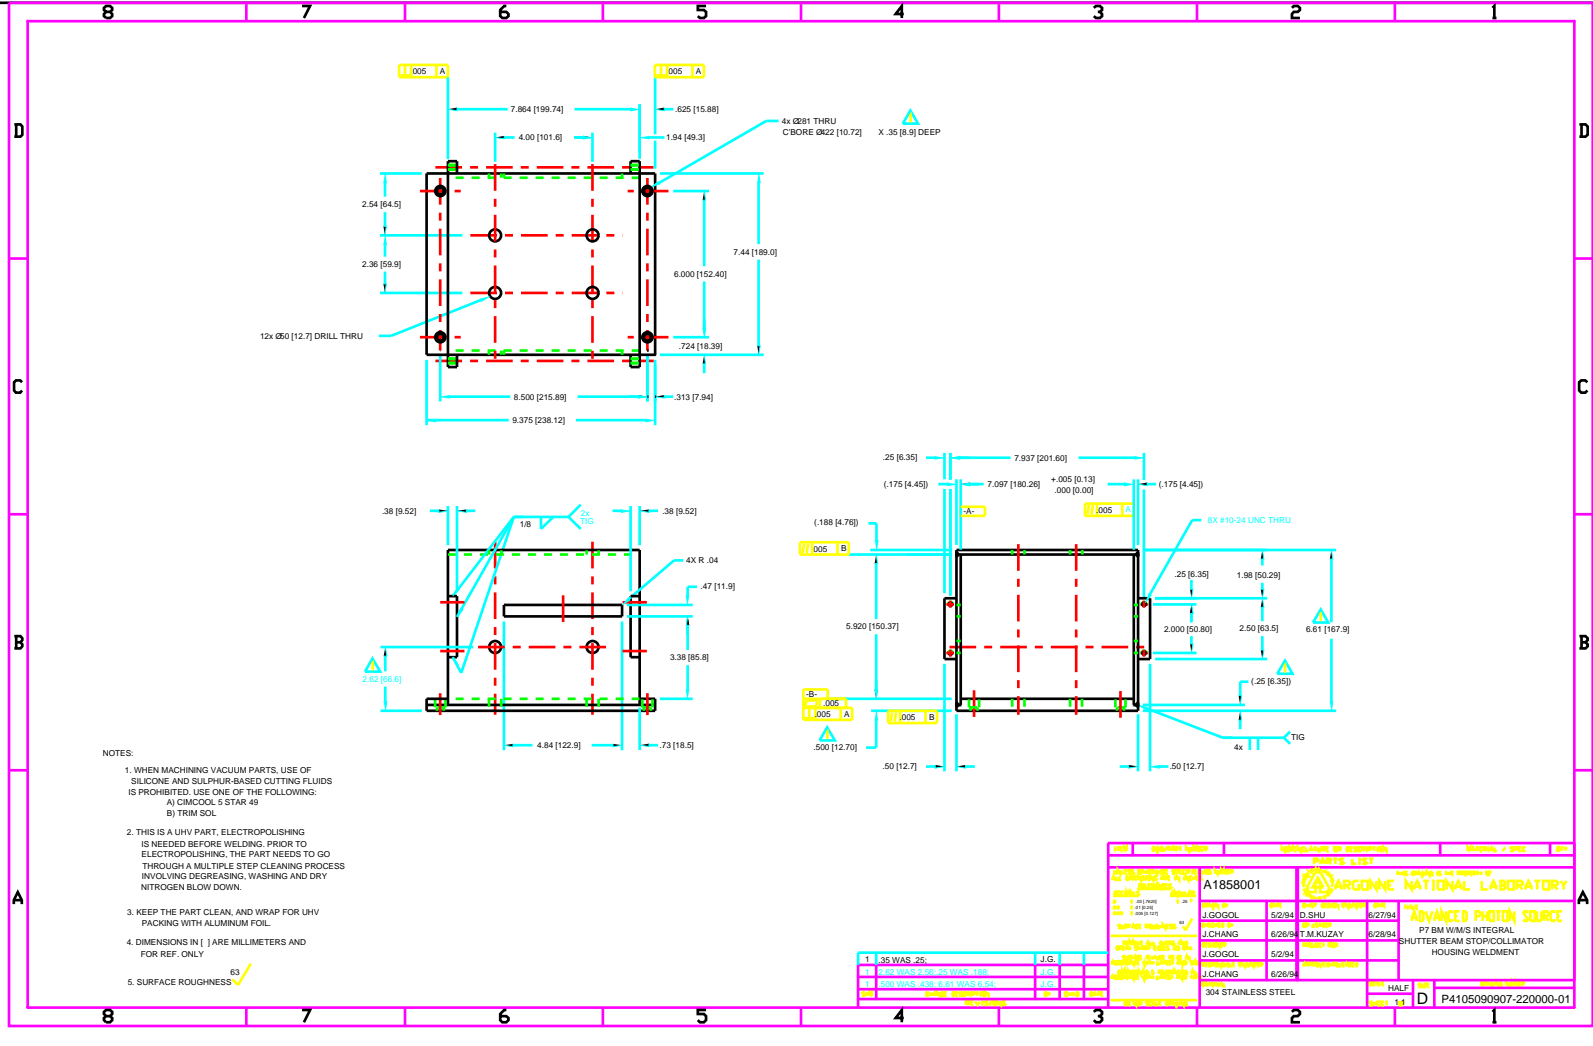 8 7 6 5 4 3 2 1
D D
C C
B B
A A
.005 A
.005 A
7.864 [199.74]
.625 [15.88]
4.00 [101.6]
1.94 [49.3]
4x Ø.281 THRU
C'BORE Ø.422 [10.72] X .35 [8.9] DEEP
2.54 [64.5]
2.36 [59.9]
7.44 [189.0]
6.000 [152.40]
12x Ø.50 [12.7] DRILL THRU
.724 [18.39]
8.500 [215.89]
.313 [7.94]
9.375 [238.12]
.38 [9.52]
1/8
2x
TIG
.38 [9.52]
4X R .04
.47 [11.9]
3.38 [85.8]
2.62 [66.6]
4.84 [122.9]
.73 [18.5]
.25 [6.35]
7.937 [201.60]
(.175 [4.45])
7.097 [180.26]
+.005 [0.13]
.000 [0.00]
(.175 [4.45])
-A-
.005 A
(.188 [4.76])
.005 B
8X #10-24 UNC THRU
.25 [6.35]
1.98 [50.29]
5.920 [150.37]
2.000 [50.80]
2.50 [63.5]
6.61 [167.9]
(.25 [6.35])
-B-
.005
.005 A
.005 B
.500 [12.70]
4x
TIG
.50 [12.7]
.50 [12.7]
NOTES:
1. WHEN MACHINING VACUUM PARTS, USE OF
SILICONE AND SULPHUR-BASED CUTTING FLUIDS
IS PROHIBITED. USE ONE OF THE FOLLOWING:
A) CIMCOOL 5 STAR 49
B) TRIM SOL
2. THIS IS A UHV PART, ELECTROPOLISHING
IS NEEDED BEFORE WELDING. PRIOR TO
ELECTROPOLISHING, THE PART NEEDS TO GO
THROUGH A MULTIPLE STEP CLEANING PROCESS
INVOLVING DEGREASING, WASHING AND DRY
NITROGEN BLOW DOWN.
3. KEEP THE PART CLEAN, AND WRAP FOR UHV
PACKING WITH ALUMINUM FOIL.
4. DIMENSIONS IN [ ] ARE MILLIMETERS AND
FOR REF. ONLY
5. SURFACE ROUGHNESS 63
1 .35 WAS .25; J.G.
1 2.62 WAS 2.56;.25 WAS .188; J.G.
1 .500 WAS .438; 6.61 WAS 6.54; J.G.
PARTS LIST
A1858001
ARGONNE NATIONAL LABORATORY
J.GOGOL 5/2/94 D.SHU 6/27/94
ADVANCED PHOTON SOURCE
J.CHANG 6/26/94 T.M.KUZAY 6/28/94
P7 BM W/M/S INTEGRAL
SHUTTER BEAM STOP/COLLIMATOR
HOUSING WELDMENT
J.GOGOL 5/2/94
J.CHANG 6/26/94
304 STAINLESS STEEL
HALF
1 1
D
P4105090907-220000-01
8 7 6 5 4 3 2 1